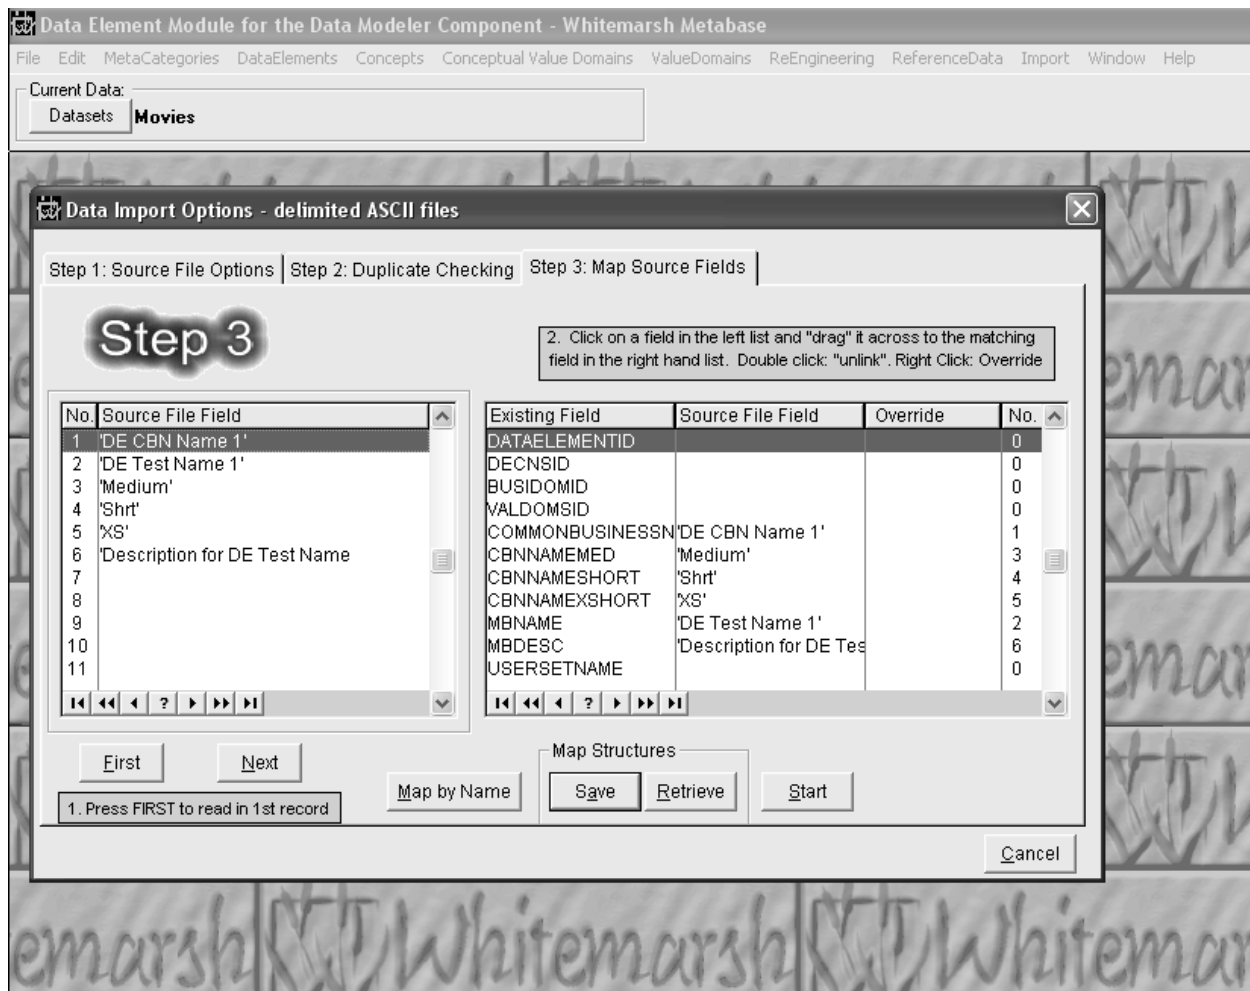 Data Element Module for the Data Modeler Component - Whitemarsh Metabase
File Edit MetaCategories DataElements Concepts Conceptual Value Domains ValueDomains ReEngineering ReferenceData Import Window Help
Current Data:
Datasets Movies
Data Import Options - delimited ASCII files
Step 1: Source File Options Step 2: Duplicate Checking Step 3: Map Source Fields
Step 3
2. Click on a field in the left list and "drag" it across to the matching
field in the right hand list. Double click: "unlink". Right Click: Override
No. Source File Field
1 'DE CBN Name 1'
2 'DE Test Name 1'
3 'Medium'
4 'Shrt'
5 'XS'
6 'Description for DE Test Name
7
8
9
10
11
Existing Field Source File Field Override No.
DATAELEMENTID 0
DECNSID 0
BUSIDOMID 0
VALDOMSID 0
COMMONBUSINESSN 'DE CBN Name 1' 1
CBNNAMEMED 'Medium' 3
CBNNAMESHORT 'Shrt' 4
CBNNAMEXSHORT 'XS' 5
MBNAME 'DE Test Name 1' 2
MBDESC 'Description for DE Tes 6
USERSETNAME 0
?
?
First Next
1. Press FIRST to read in 1st record
Map by Name
Map Structures
Save Retrieve
Start
Cancel
emarsh Whitemarsh Whitemar